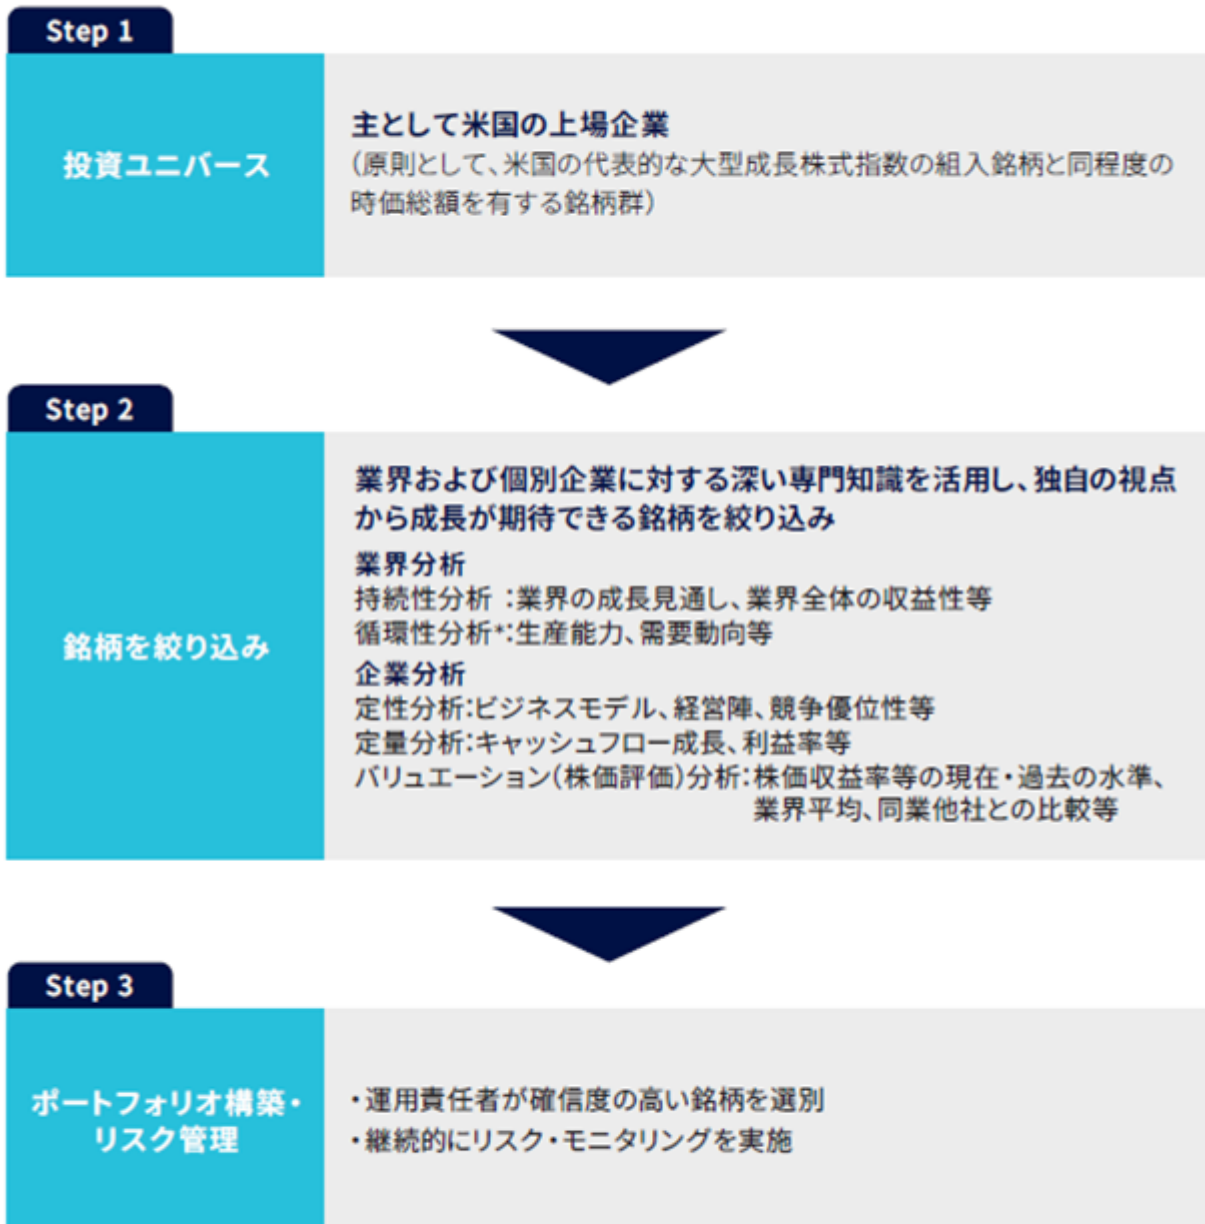 Step 1
投資ユニバース
主として米国の上場企業
(原則として、米国の代表的な大型成長株式指数の組入銘柄と同程度の
時価総額を有する銘柄群)
Step 2
銘柄を絞り込み
業界および個別企業に対する深い専門知識を活用し、独自の視点
から成長が期待できる銘柄を絞り込み
業界分析
持続性分析 :業界の成長見通し、業界全体の収益性等
循環性分析*:生産能力、需要動向等
企業分析
定性分析:ビジネスモデル、経営陣、競争優位性等
定量分析:キャッシュフロー成長、利益率等
バリュエーション(株価評価)分析:株価収益率等の現在・過去の水準、
業界平均、同業他社との比較等
Step 3
ポートフォリオ構築・
リスク管理
・運用責任者が確信度の高い銘柄を選別
・継続的にリスク・モニタリングを実施